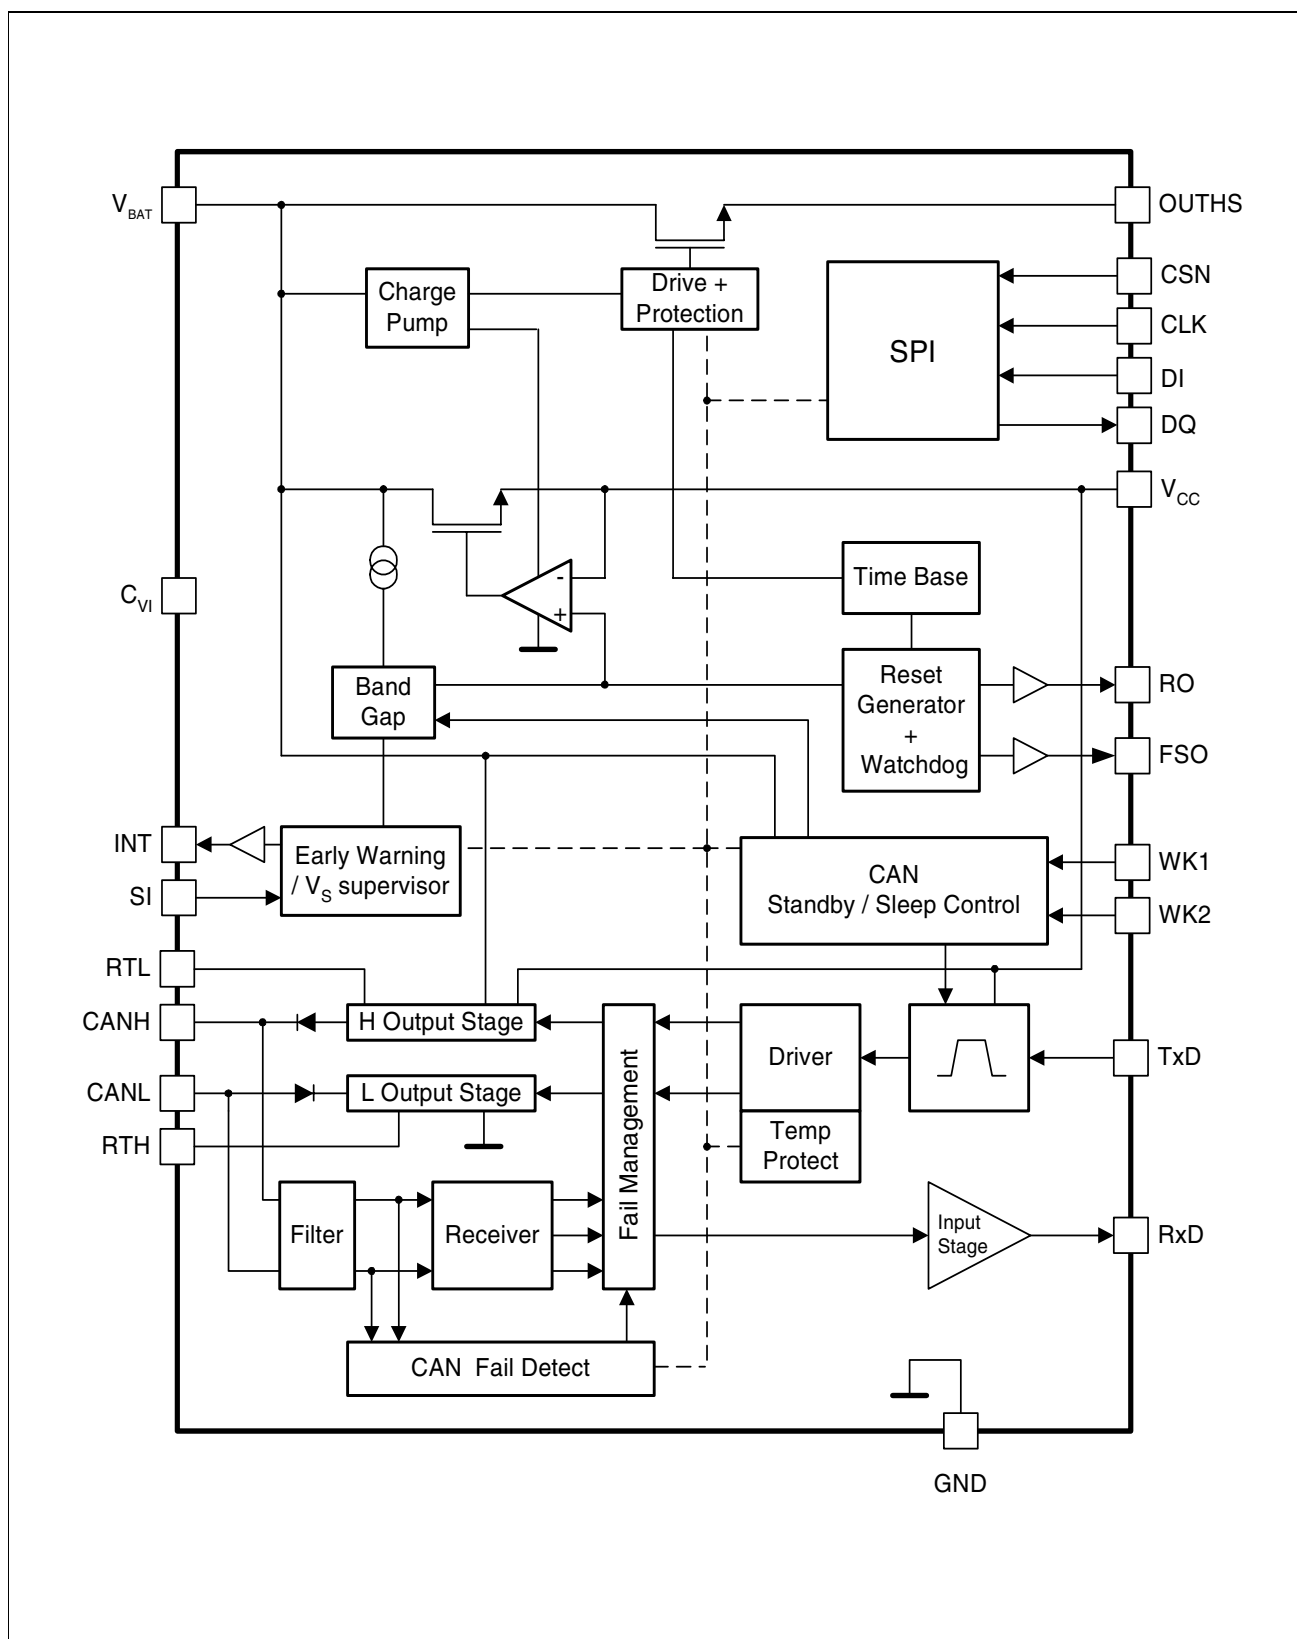 VBAT
OUTHS
Charge
Pump
Drive +
Protection
SPI
CSN
CLK
DI
DQ
VCC
CVI
-
+
Time Base
Band
Gap
Reset
Generator
+
Watchdog
RO
FSO
INT
SI
Early Warning
/ VS supervisor
CAN
Standby / Sleep Control
WK1
WK2
RTL
CANH
CANL
RTH
H Output Stage
L Output Stage
Fail Management
Driver
Temp
Protect
TxD
Filter
Receiver
Input
Stage
RxD
CAN Fail Detect
GND